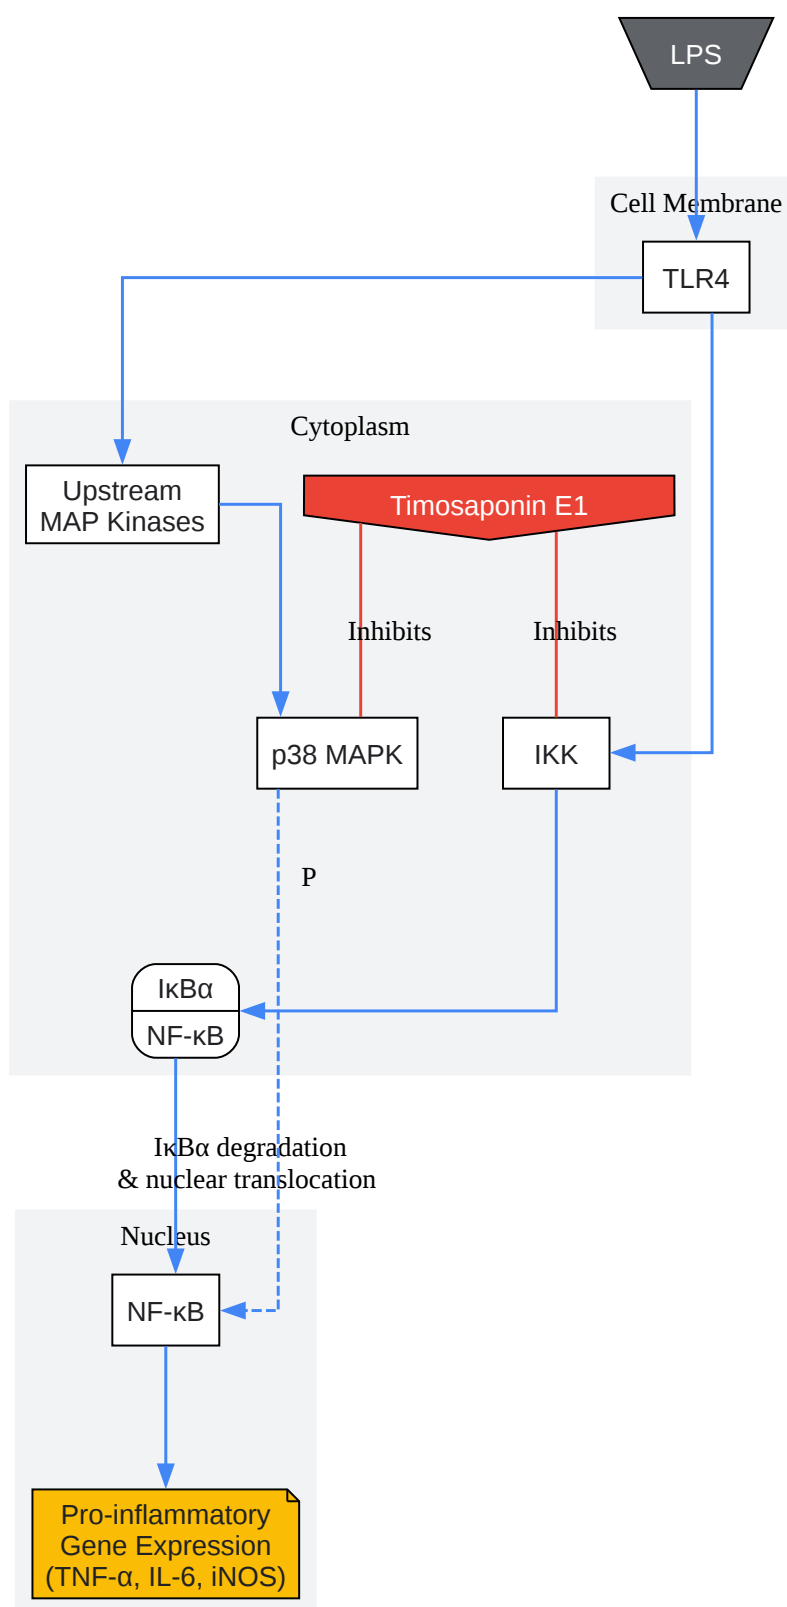 LPS
Cell Membrane
TLR4
Cytoplasm
Upstream
MAP Kinases
Timosaponin E1
Inhibits
Inhibits
p38 MAPK
IKK
P
IκBα
NF-κB
IκBα degradation
& nuclear translocation
Nucleus
NF-κB
Pro-inflammatory
Gene Expression
(TNF-α, IL-6, iNOS)